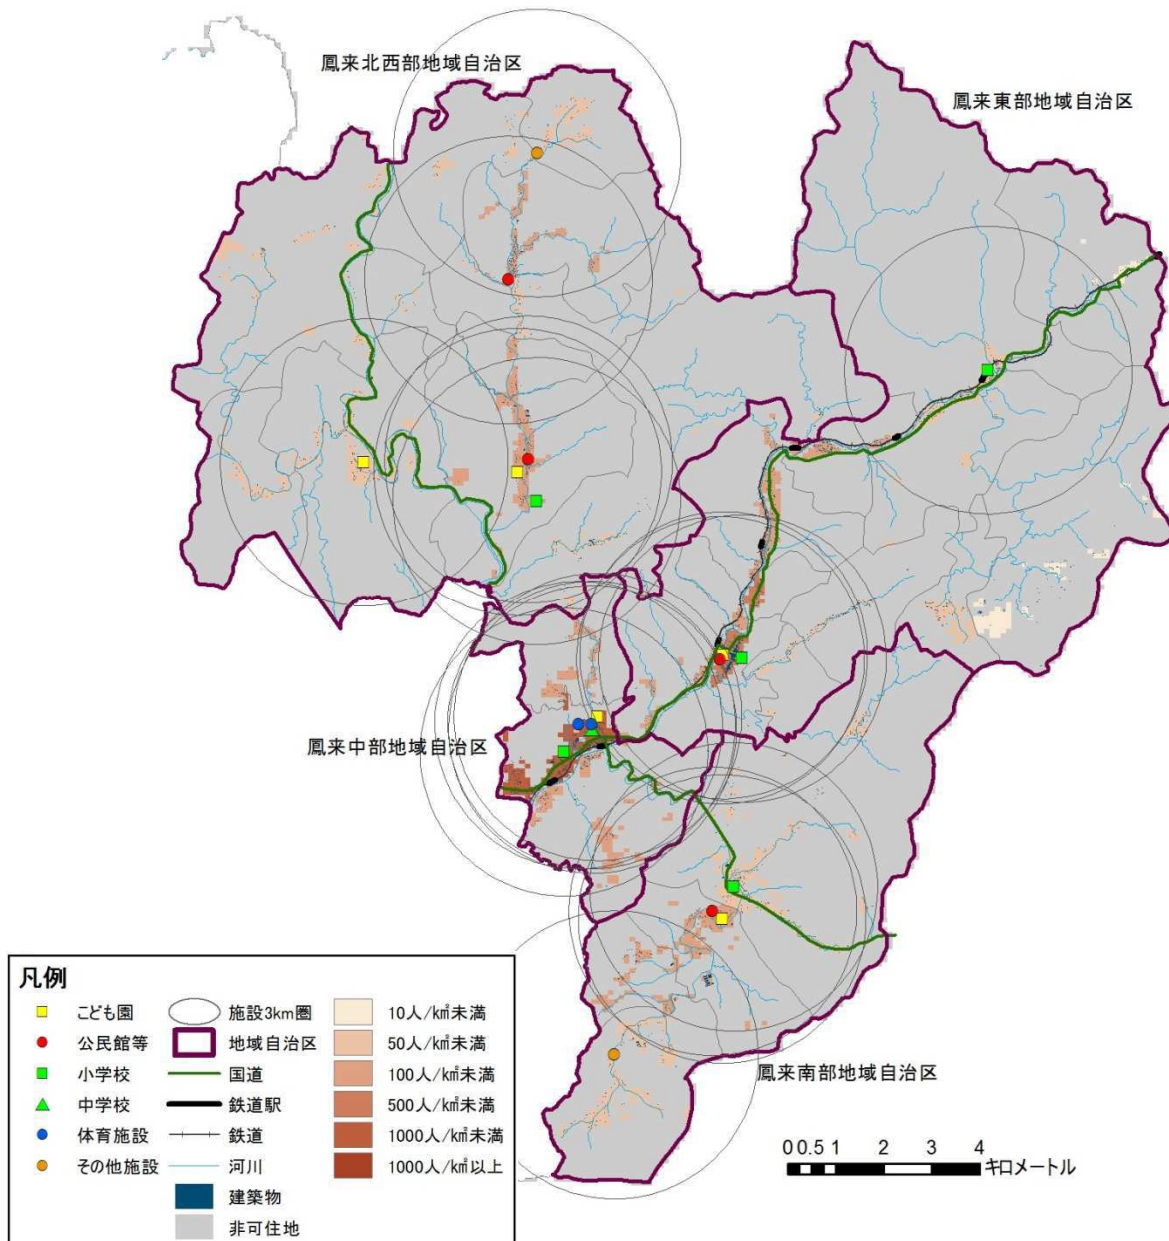 鳳来北西部地域自治区
鳳来東部地域自治区
鳳来中部地域自治区
鳳来南部地域自治区
凡例
こども園
公民館等
小学校
中学校
体育施設
その他施設
施設3km圏
地域自治区
国道
鉄道駅
鉄道
河川
建築物
非可住地
10人/k㎡未満
50人/k㎡未満
100人/k㎡未満
500人/k㎡未満
1000人/k㎡未満
1000人/k㎡以上
0 0.5 1 2 3 4
キロメートル